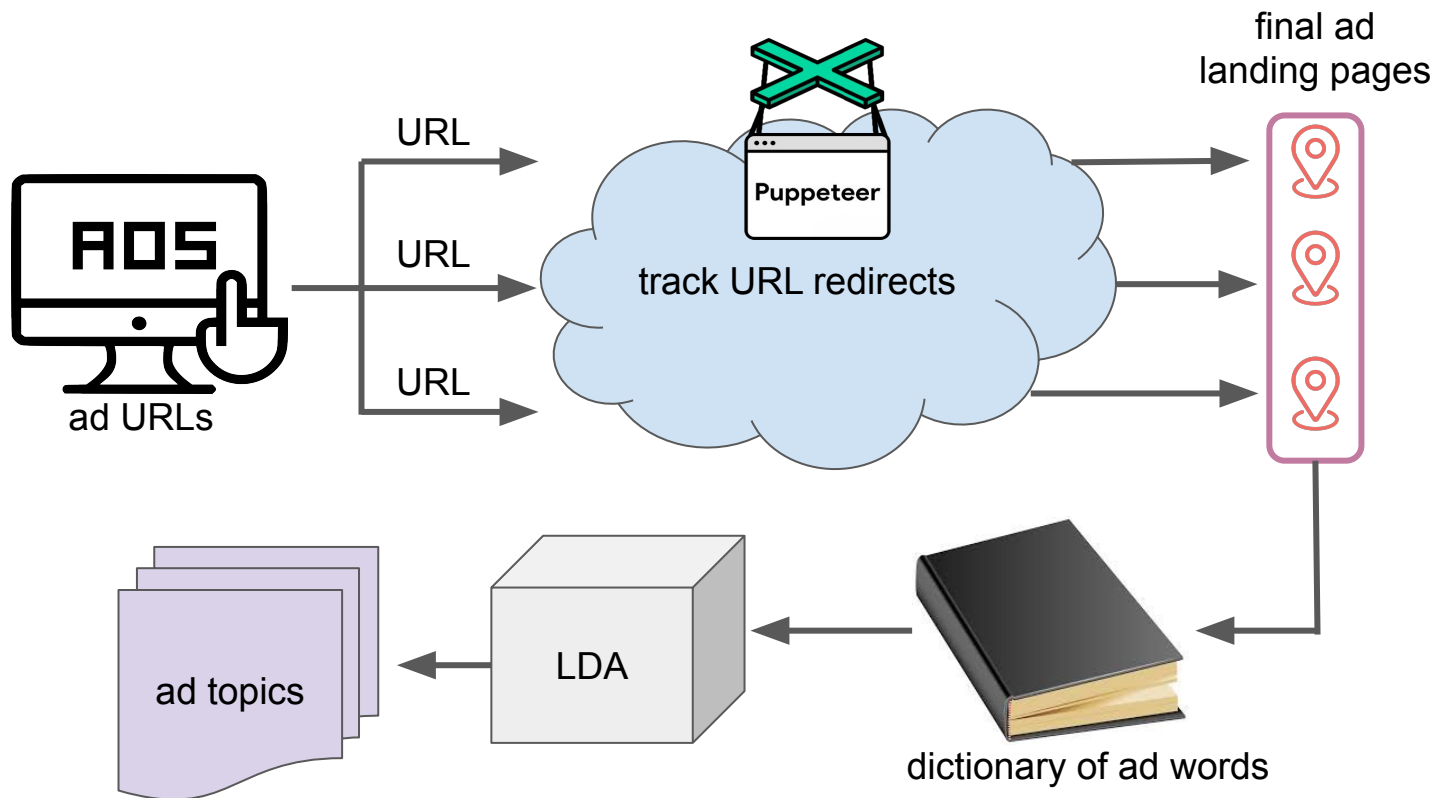 final ad
landing pages
URL
Puppeteer
ADS
URL
track URL redirects
URL
ad URLs
ad topics
LDA
dictionary of ad words